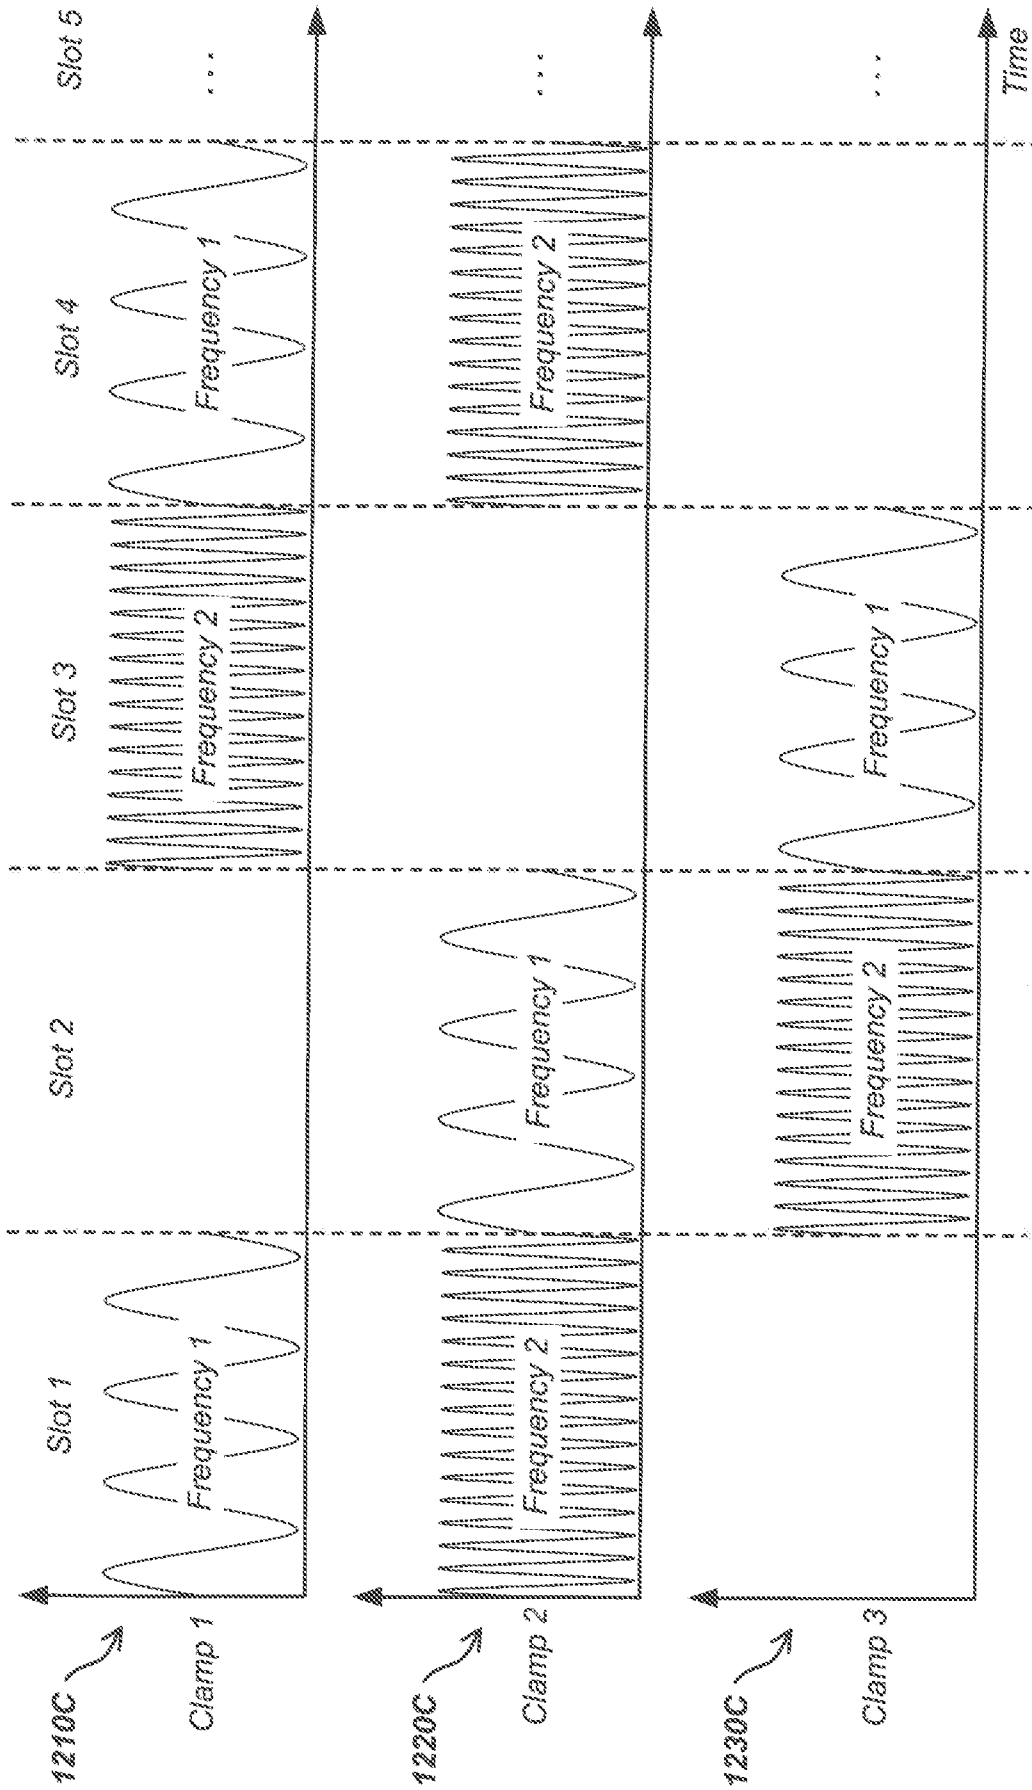 Slot 1
Slot 2
Slot 3
Slot 4
Slot 5
1210C
Clamp 1
Frequency 1
Frequency 2
Frequency 1
...
1220C
Clamp 2
Frequency 2
Frequency 1
Frequency 2
...
1230C
Clamp 3
Frequency 2
Frequency 1
...
Time